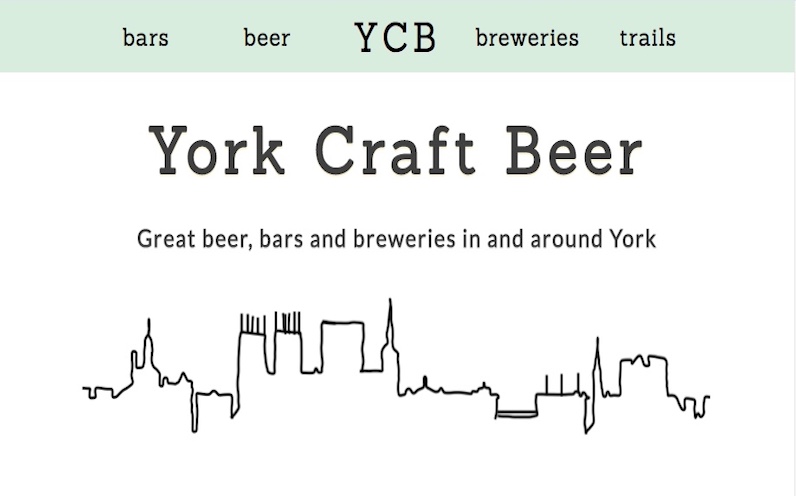 bars beer YCB breweries trails
York Craft Beer
Great beer, bars and breweries in and around York